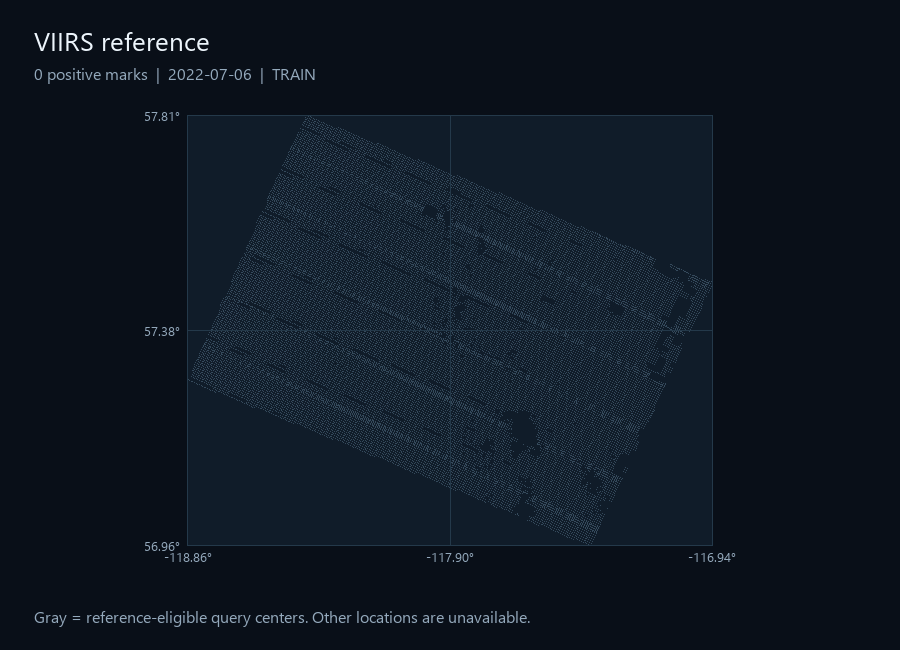 VIIRS reference
0 positive marks | 2022-07-06 | TRAIN
57.81°
57.38°
56.96°
-118.86°
-117.90°
-116.94°
Gray = reference-eligible query centers. Other locations are unavailable.